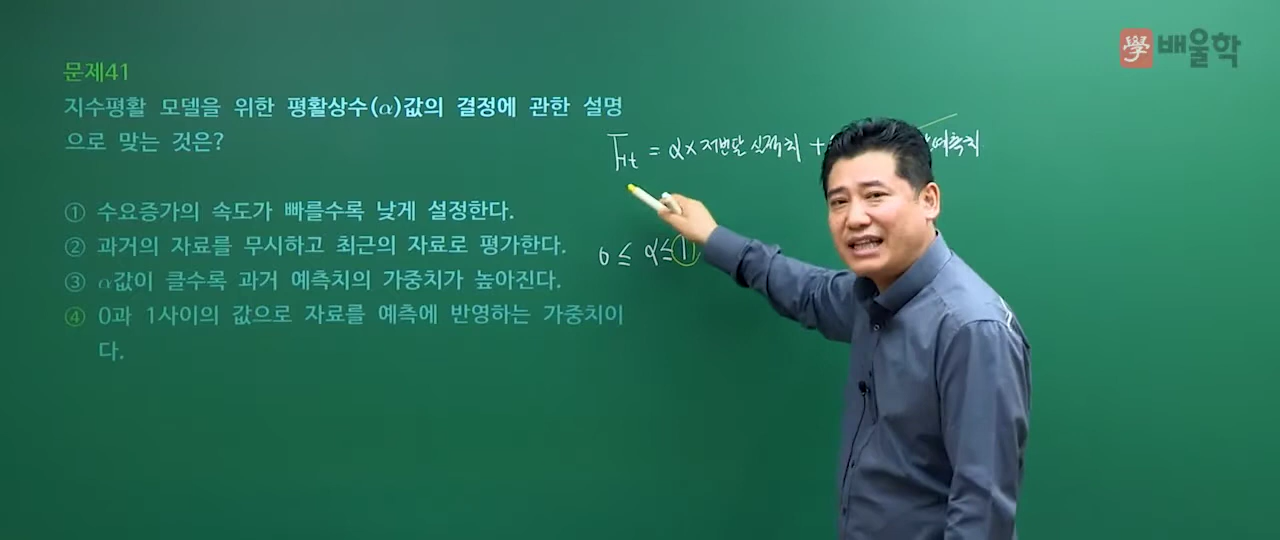 學 배울학
문제41
지수평활 모델을 위한 평활상수(α)값의 결정에 관한 설명
으로 맞는 것은?
① 수요증가의 속도가 빠를수록 낮게 설정한다.
② 과거의 자료를 무시하고 최근의 자료로 평가한다.
③ α값이 클수록 과거 예측치의 가중치가 높아진다.
④ 0과 1사이의 값으로 자료를 예측에 반영하는 가중치이
다.
= α× 저번달 실제치 + 예측치
0 ≤ α ≤ 1